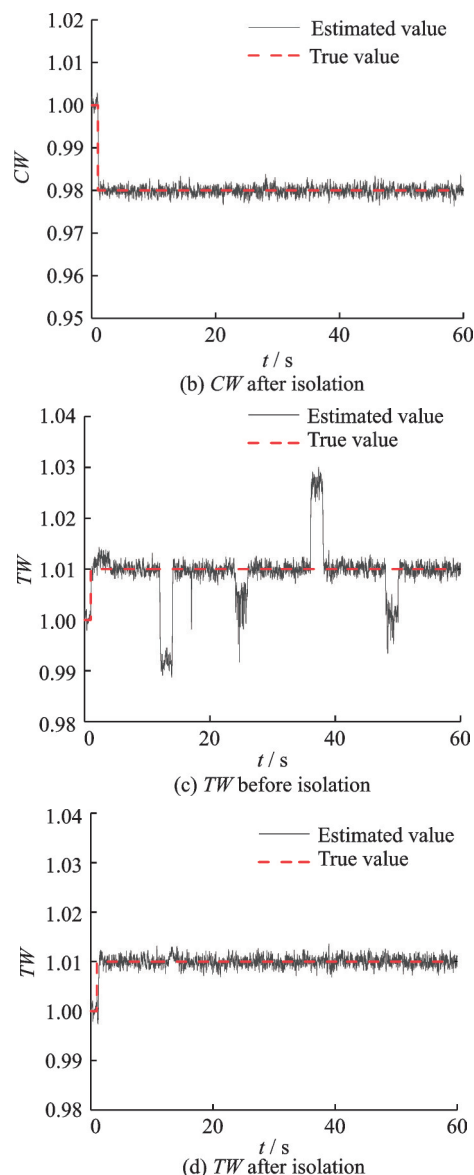 1.02
Estimated value
True value
1.01
1.00
0.99
CW
0.98
0.97
0.96
0.95
0 20 40 60
t / s
(b) CW after isolation
1.04
Estimated value
True value
1.03
1.02
TW
1.01
1.00
0.99
0.98
0 20 40 60
t / s
(c) TW before isolation
1.04
Estimated value
True value
1.03
1.02
TW
1.01
1.00
0.99
0.98
0 20 40 60
t / s
(d) TW after isolation